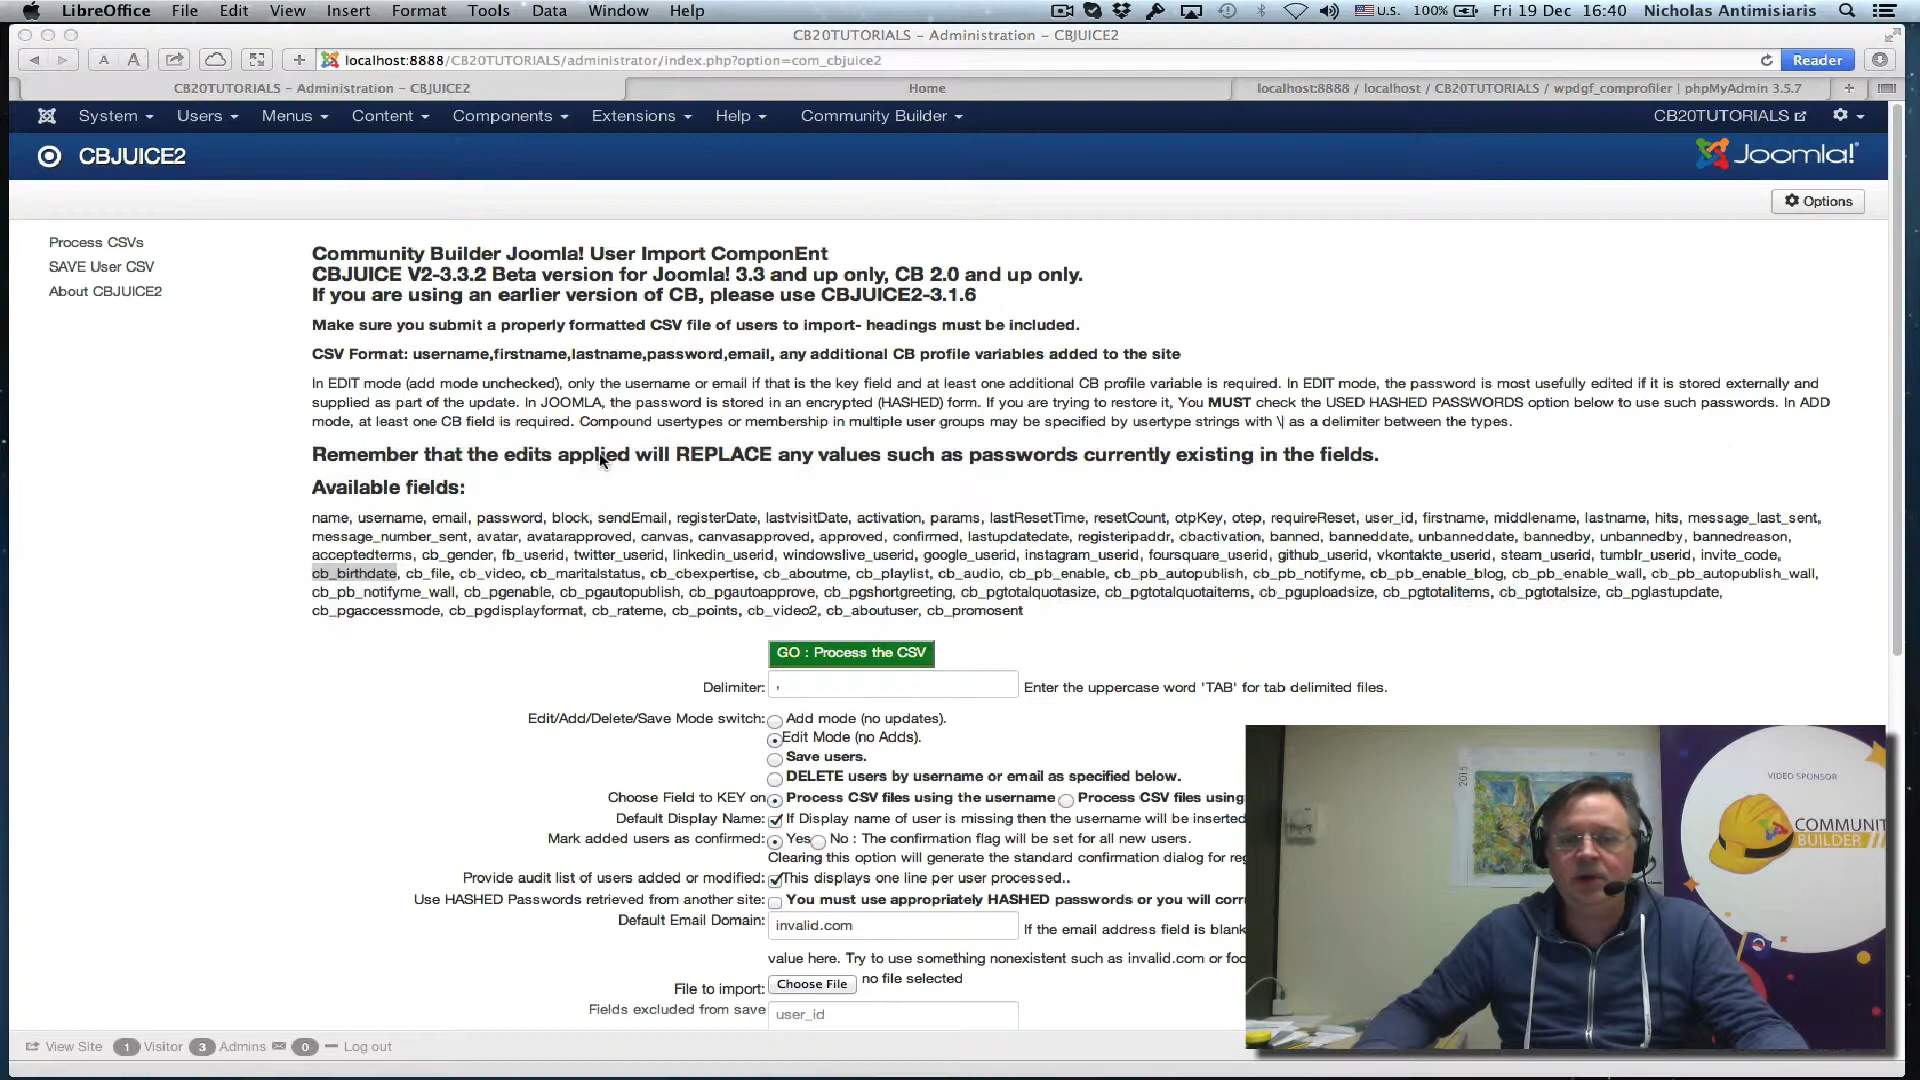 LibreOffice File Edit View Insert Format Tools Data Window Help U.S. 100% Fri 19 Dec 16:40 Nicholas Antimisiaris
CB20TUTORIALS - Administration - CBJUICE2
A A + localhost:8888/CB20TUTORIALS/administrator/index.php?option=com_cbjuice2 Reader
CB20TUTORIALS - Administration - CBJUICE2 Home localhost:8888 / localhost / CB20TUTORIALS / wpdgf_comprofiler | phpMyAdmin 3.5.7 +
System Users Menus Content Components Extensions Help Community Builder CB20TUTORIALS
CBJUICE2 Joomla!
Options
Process CSVs
SAVE User CSV
About CBJUICE2
Community Builder Joomla! User Import ComponEnt
CBJUICE V2-3.3.2 Beta version for Joomla! 3.3 and up only, CB 2.0 and up only.
If you are using an earlier version of CB, please use CBJUICE2-3.1.6
Make sure you submit a properly formatted CSV file of users to import- headings must be included.
CSV Format: username,firstname,lastname,password,email, any additional CB profile variables added to the site
In EDIT mode (add mode unchecked), only the username or email if that is the key field and at least one additional CB profile variable is required. In EDIT mode, the password is most usefully edited if it is stored externally and
supplied as part of the update. In JOOMLA, the password is stored in an encrypted (HASHED) form. If you are trying to restore it, You MUST check the USED HASHED PASSWORDS option below to use such passwords. In ADD
mode, at least one CB field is required. Compound usertypes or membership in multiple user groups may be specified by usertype strings with \| as a delimiter between the types.
Remember that the edits applied will REPLACE any values such as passwords currently existing in the fields.
Available fields:
name, username, email, password, block, sendEmail, registerDate, lastvisitDate, activation, params, lastResetTime, resetCount, otpKey, otep, requireReset, user_id, firstname, middlename, lastname, hits, message_last_sent,
message_number_sent, avatar, avatarapproved, canvas, canvasapproved, approved, confirmed, lastupdatedate, registeripaddr, cbactivation, banned, banneddate, unbanneddate, bannedby, unbannedby, bannedreason,
acceptedterms, cb_gender, fb_userid, twitter_userid, linkedin_userid, windowslive_userid, google_userid, instagram_userid, foursquare_userid, github_userid, vkontakte_userid, steam_userid, tumblr_userid, invite_code,
cb_birthdate, cb_file, cb_video, cb_maritalstatus, cb_cbexpertise, cb_aboutme, cb_playlist, cb_audio, cb_pb_enable, cb_pb_autopublish, cb_pb_notifyme, cb_pb_enable_blog, cb_pb_enable_wall, cb_pb_autopublish_wall,
cb_pb_notifyme_wall, cb_pgenable, cb_pgautopublish, cb_pgautoapprove, cb_pgshortgreeting, cb_pgtotalquotasize, cb_pgtotalquotaitems, cb_pguploadsize, cb_pgtotalitems, cb_pgtotalsize, cb_pglastupdate,
cb_pgaccessmode, cb_pgdisplayformat, cb_rateme, cb_points, cb_video2, cb_aboutuser, cb_promosent
GO : Process the CSV
Delimiter: , Enter the uppercase word "TAB" for tab delimited files.
Edit/Add/Delete/Save Mode switch: Add mode (no updates).
Edit Mode (no Adds).
Save users.
DELETE users by username or email as specified below.
Choose Field to KEY on Process CSV files using the username Process CSV files using
Default Display Name: If Display name of user is missing then the username will be inserted
Mark added users as confirmed: Yes No : The confirmation flag will be set for all new users.
Clearing this option will generate the standard confirmation dialog for reg
Provide audit list of users added or modified: This displays one line per user processed..
Use HASHED Passwords retrieved from another site: You must use appropriately HASHED passwords or you will corru
Default Email Domain: invalid.com If the email address field is blank
value here. Try to use something nonexistent such as invalid.com or foo
File to import: Choose File no file selected
Fields excluded from save user_id
View Site 1 Visitor 3 Admins 0 Log out
2015
VIDEO SPONSOR
COMMUNIT
BUILDER